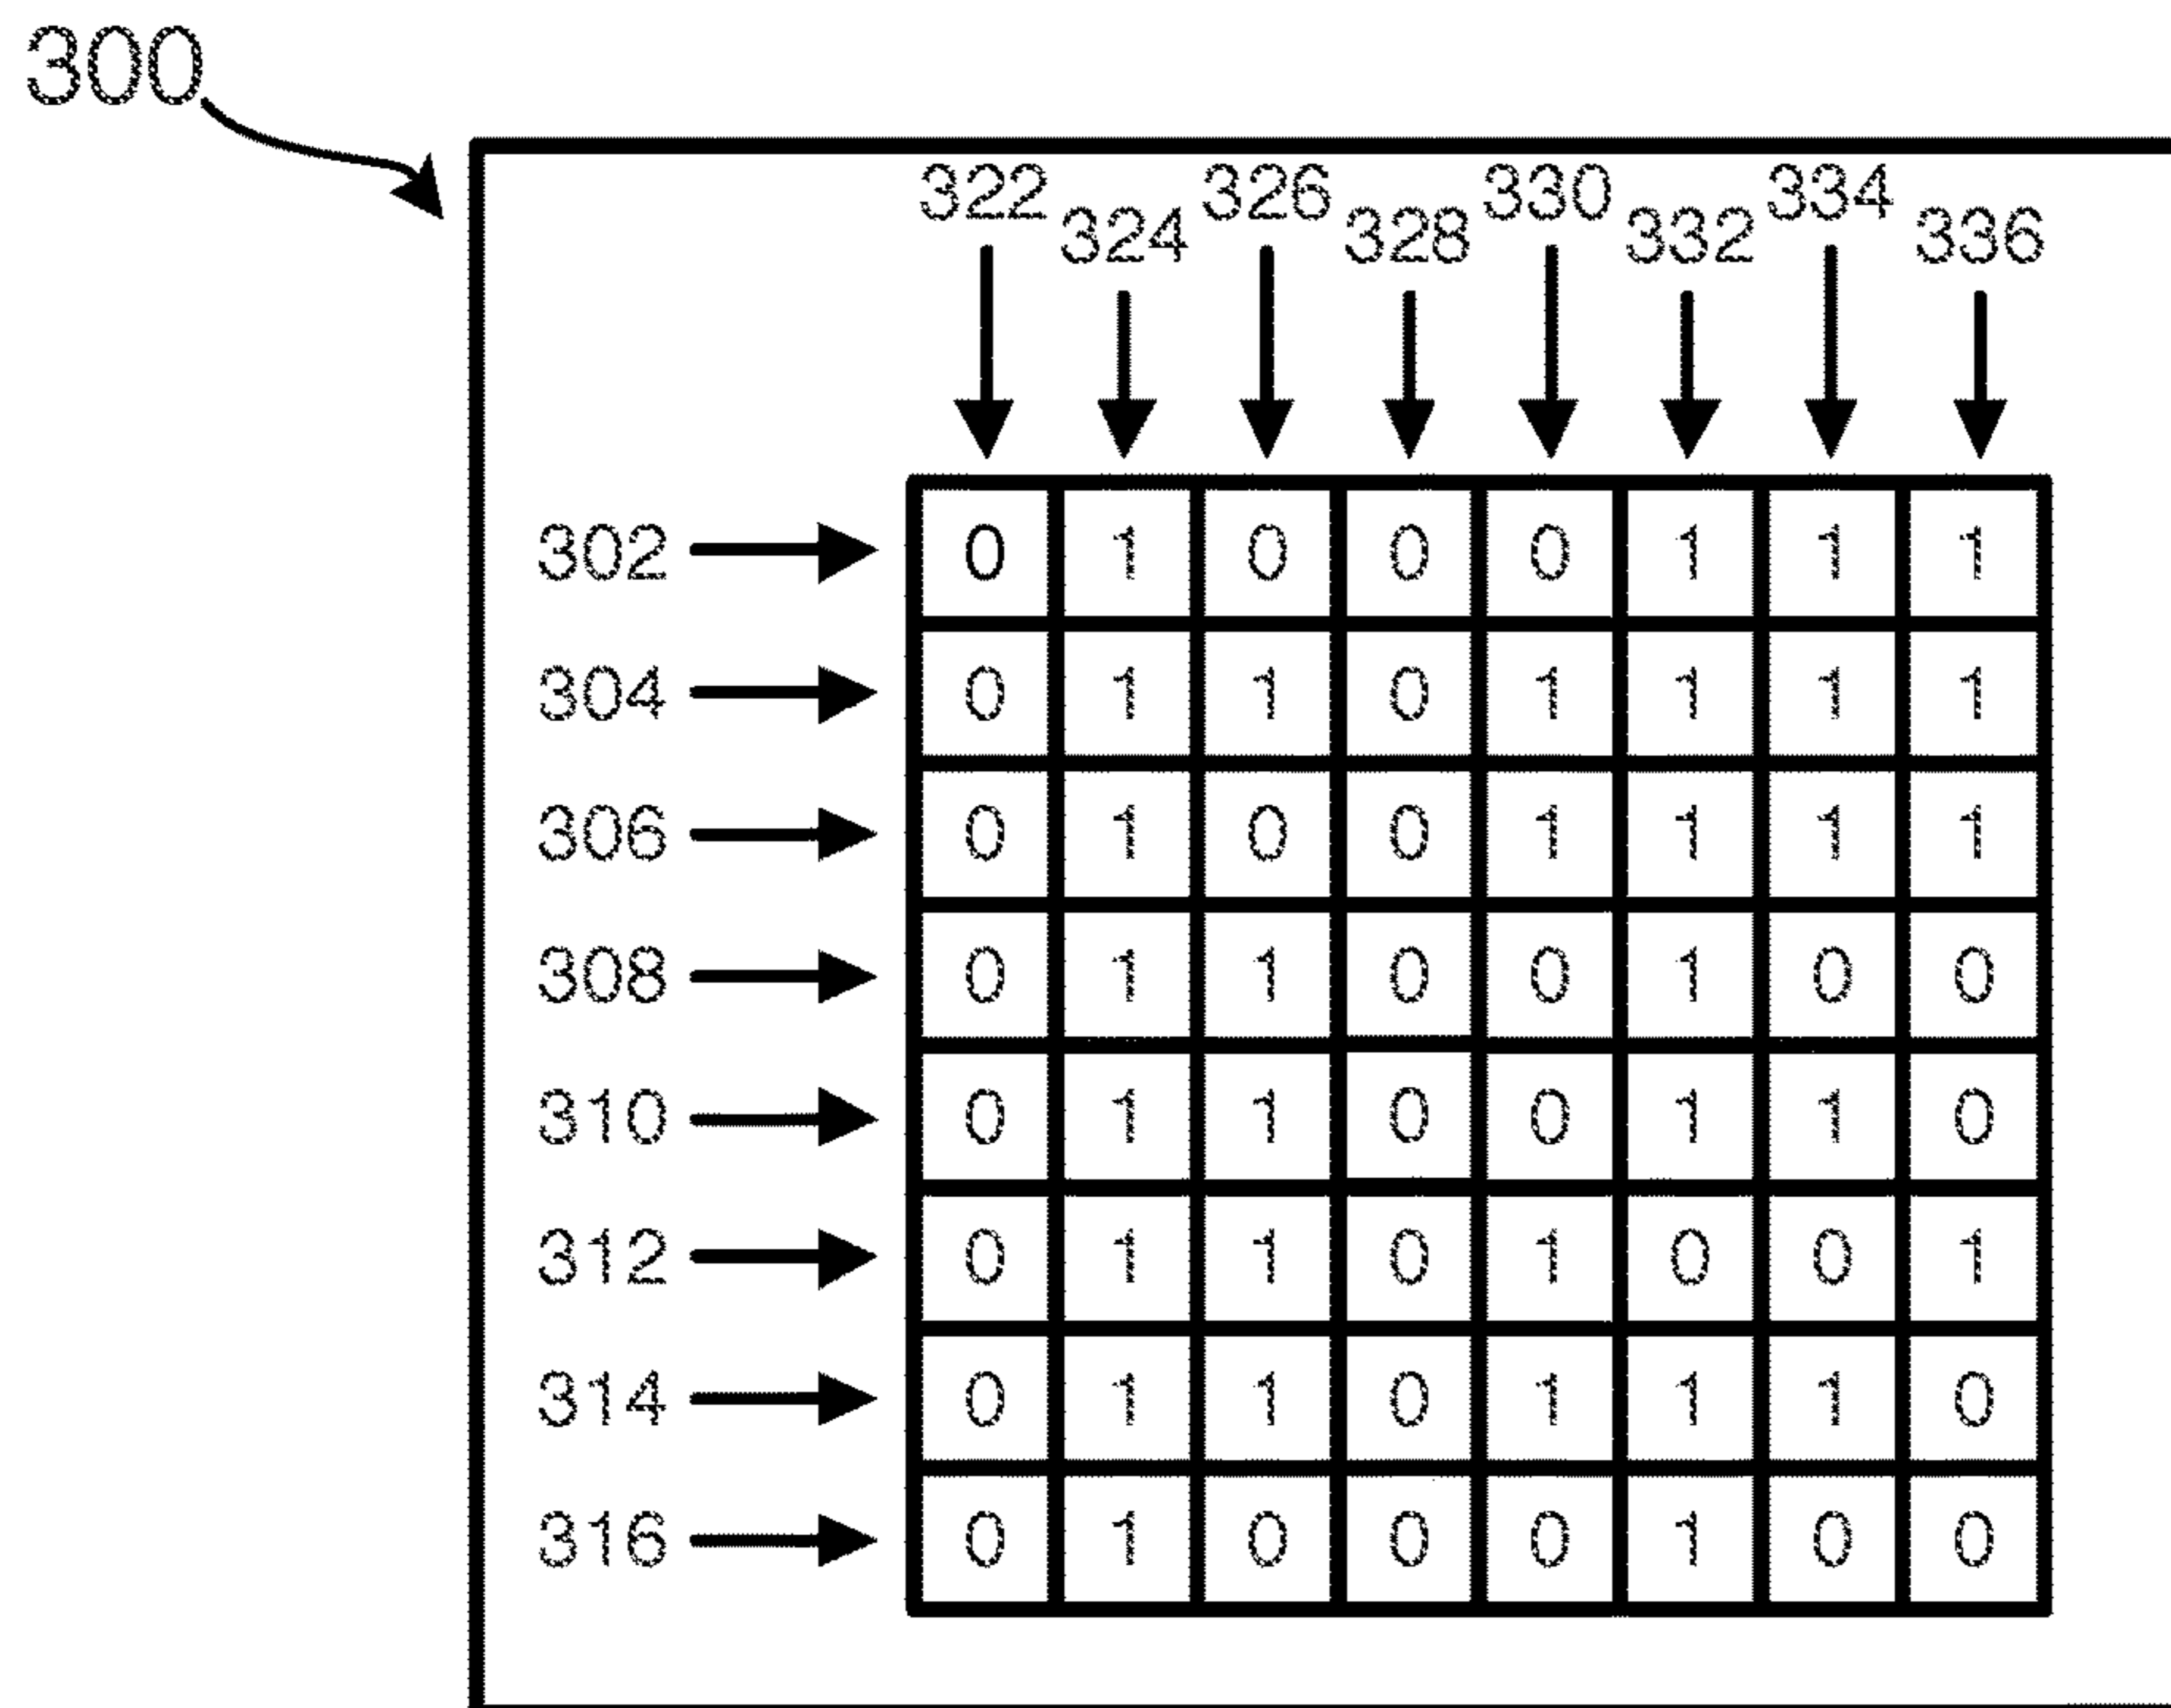 300
322 324 326 328 330 332 334 336
302 0 1 0 0 0 1 1 1
304 0 1 1 0 1 1 1 1
306 0 1 0 0 1 1 1 1
308 0 1 1 0 0 1 0 0
310 0 1 1 0 0 1 1 0
312 0 1 1 0 1 0 0 1
314 0 1 1 0 1 1 1 0
316 0 1 0 0 0 1 0 0